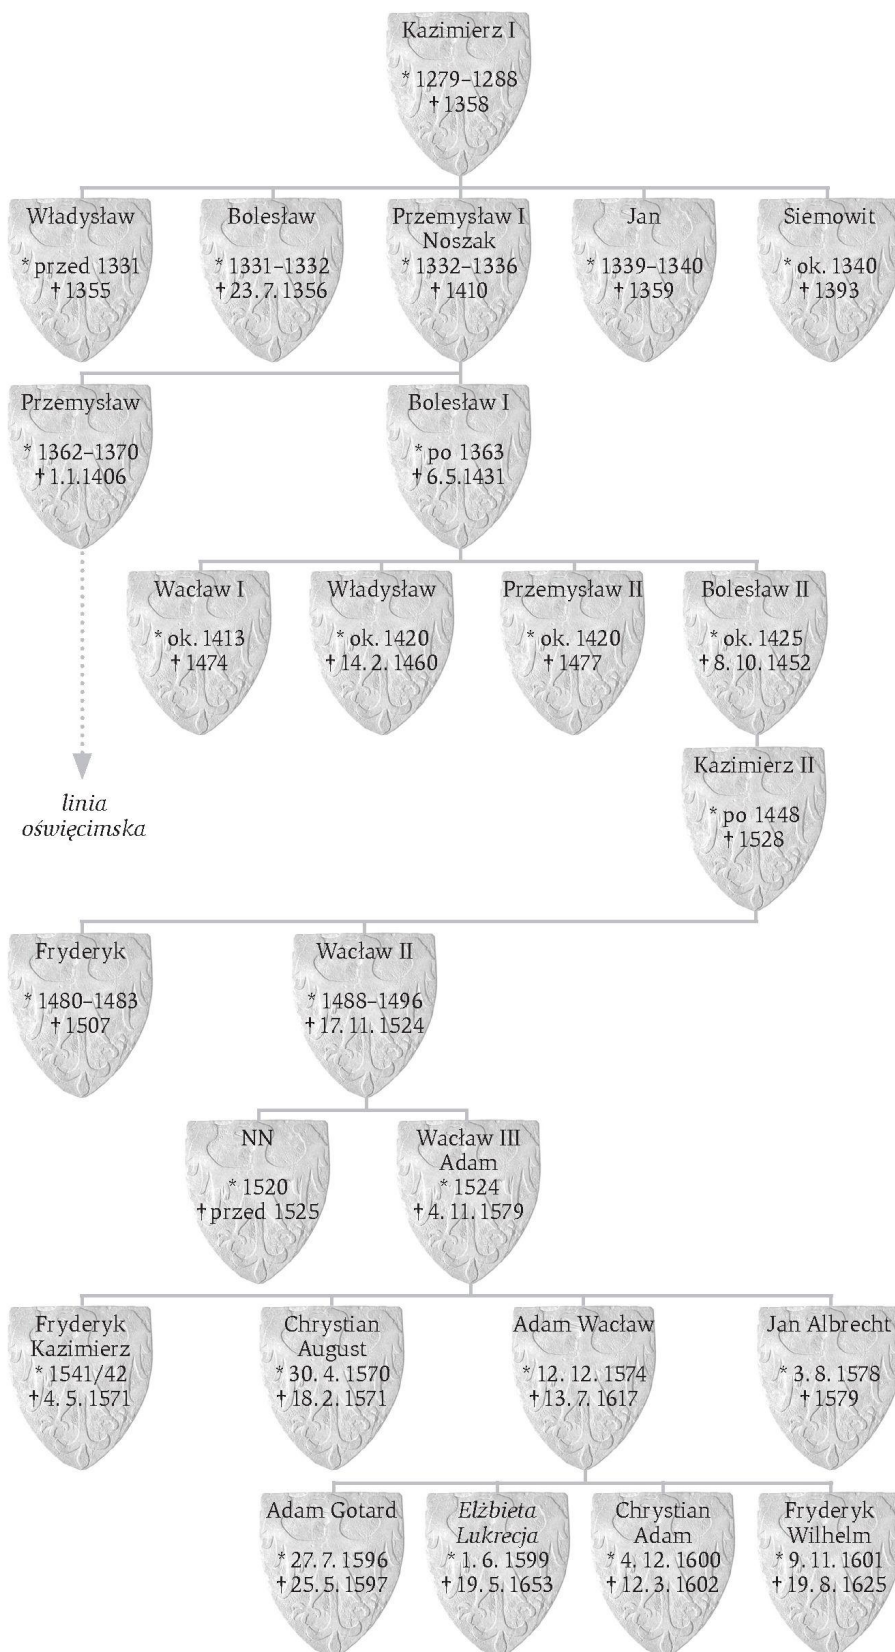 Kazimierz I
* 1279–1288
† 1358
Władysław
* przed 1331
† 1355
Bolesław
* 1331–1332
† 23. 7. 1356
Przemysław I
Noszak
* 1332–1336
† 1410
Jan
* 1339–1340
† 1359
Siemowit
* ok. 1340
† 1393
Przemysław
* 1362–1370
† 1.1.1406
Bolesław I
* po 1363
† 6.5.1431
Wacław I
* ok. 1413
† 1474
Władysław
* ok. 1420
† 14. 2. 1460
Przemysław II
* ok. 1420
† 1477
Bolesław II
* ok. 1425
† 8. 10. 1452
linia
oświęcimska
Kazimierz II
* po 1448
† 1528
Fryderyk
* 1480–1483
† 1507
Wacław II
* 1488–1496
† 17. 11. 1524
NN
* 1520
† przed 1525
Wacław III
Adam
* 1524
† 4. 11. 1579
Fryderyk
Kazimierz
* 1541/42
† 4. 5. 1571
Chrystian
August
* 30. 4. 1570
† 18. 2. 1571
Adam Wacław
* 12. 12. 1574
† 13. 7. 1617
Jan Albrecht
* 3. 8. 1578
† 1579
Adam Gotard
* 27. 7. 1596
† 25. 5. 1597
Elżbieta
Lukrecja
* 1. 6. 1599
† 19. 5. 1653
Chrystian
Adam
* 4. 12. 1600
† 12. 3. 1602
Fryderyk
Wilhelm
* 9. 11. 1601
† 19. 8. 1625